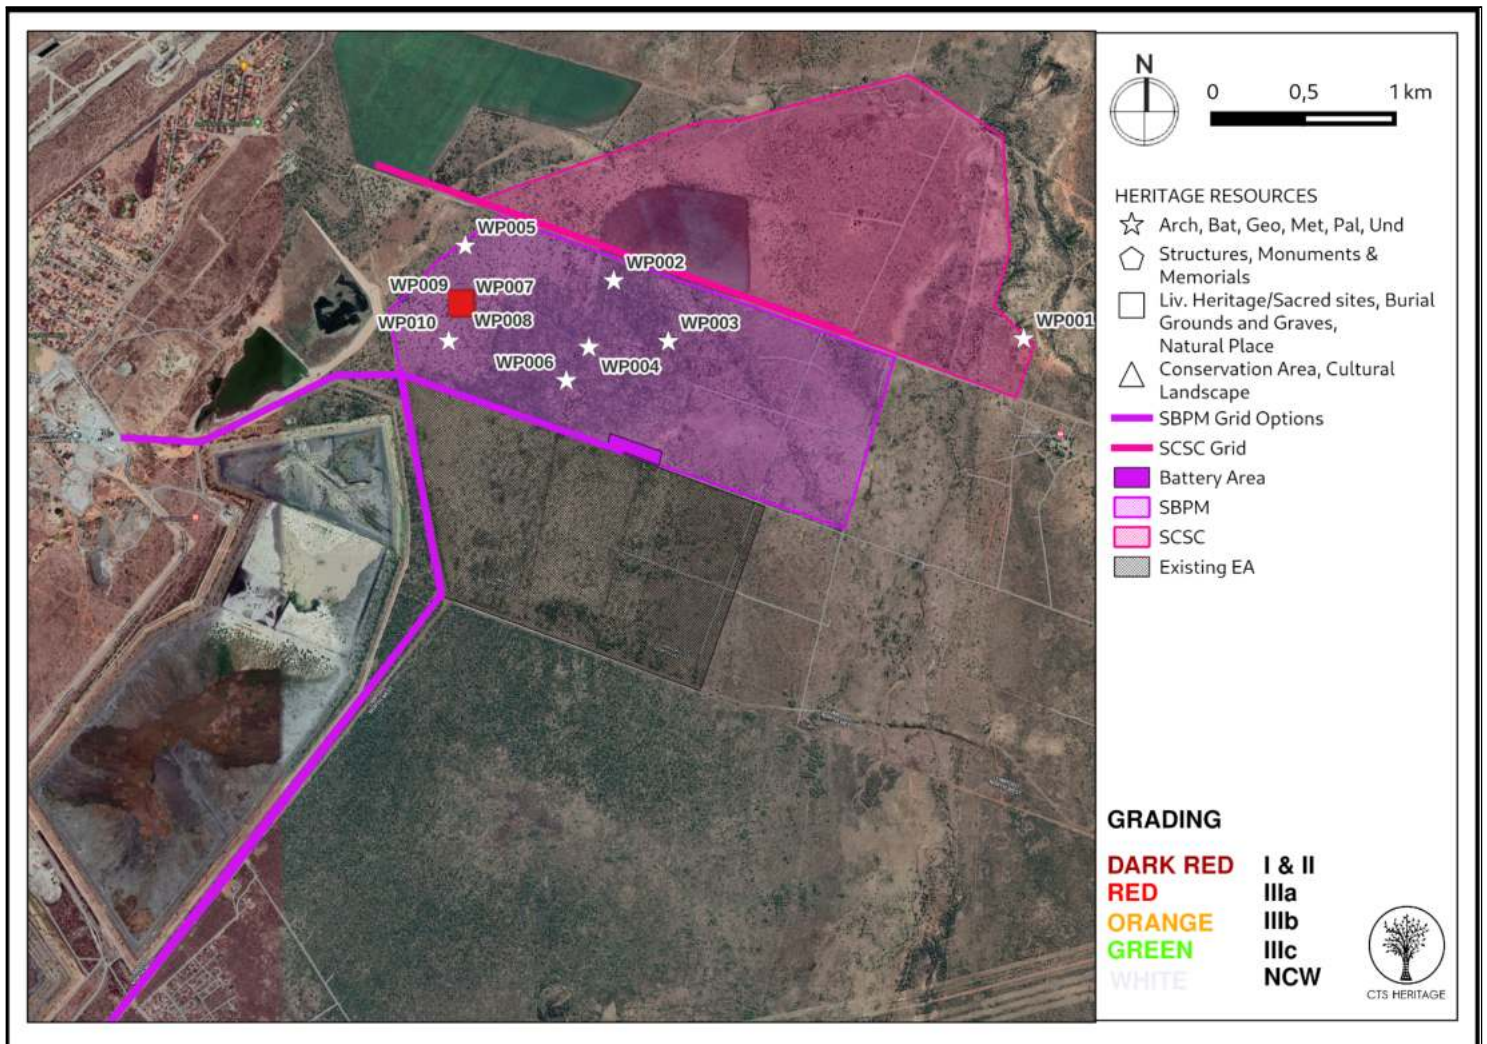 WP005
WP002
WP009 WP007
WP010 WP008 WP003
WP001
WP006 WP004
N
0 0,5 1 km
HERITAGE RESOURCES
Arch, Bat, Geo, Met, Pal, Und
Structures, Monuments &
Memorials
Liv. Heritage/Sacred sites, Burial
Grounds and Graves,
Natural Place
Conservation Area, Cultural
Landscape
SBPM Grid Options
SCSC Grid
Battery Area
SBPM
SCSC
Existing EA
GRADING
DARK RED I & II
RED IIIa
ORANGE IIIb
GREEN IIIc
WHITE NCW
CTS HERITAGE